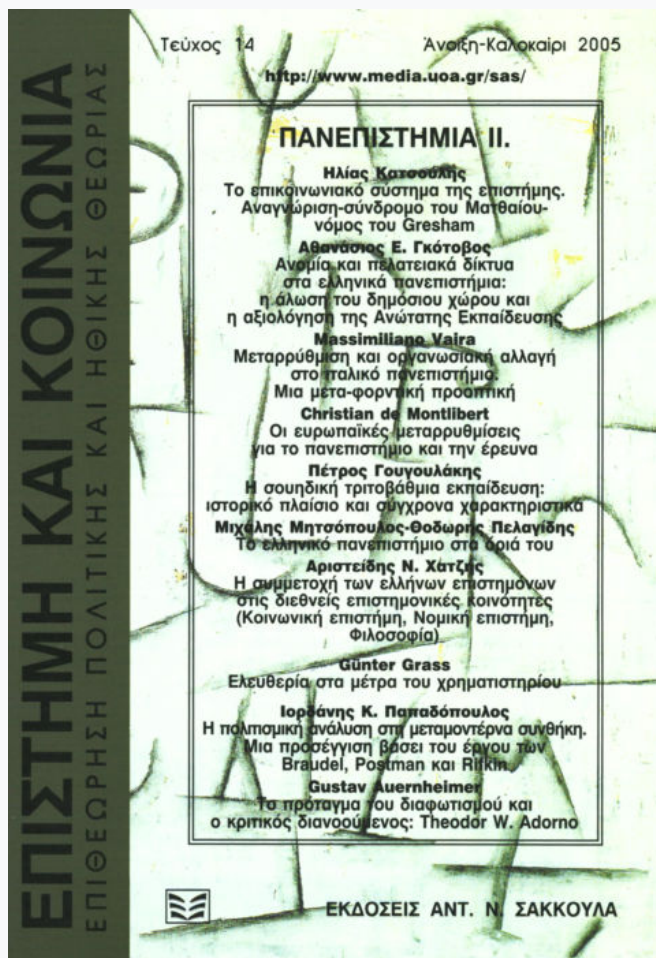 ΕΠΙΣΤΗΜΗ ΚΑΙ ΚΟΙΝΩΝΙΑ
ΕΠΙΘΕΩΡΗΣΗ ΠΟΛΙΤΙΚΗΣ ΚΑΙ ΗΘΙΚΗΣ ΘΕΩΡΙΑΣ
Τεύχος 14 Άνοιξη-Καλοκαίρι 2005
http://www.media.uoa.gr/sas/
ΠΑΝΕΠΙΣΤΗΜΙΑ II.
Ηλίας Κατσούλης
Το επικοινωνιακό σύστημα της επιστήμης.
Αναγνώριση-σύνδρομο του Ματθαίου-
νόμος του Gresham
Αθανάσιος Ε. Γκότοβος
Ανομία και πελατειακά δίκτυα
στα ελληνικά πανεπιστήμια:
η άλωση του δημόσιου χώρου και
η αξιολόγηση της Ανώτατης Εκπαίδευσης
Massimiliano Vaira
Μεταρρύθμιση και οργανωσιακή αλλαγή
στο ιταλικό πανεπιστήμιο.
Μια μετα-φορντική προοπτική
Christian de Montlibert
Οι ευρωπαϊκές μεταρρυθμίσεις
για το πανεπιστήμιο και την έρευνα
Πέτρος Γουγουλάκης
Η σουηδική τριτοβάθμια εκπαίδευση:
ιστορικό πλαίσιο και σύγχρονα χαρακτηριστικά
Μιχάλης Μητσόπουλος-Θοδωρής Πελαγίδης
Το ελληνικό πανεπιστήμιο στα όριά του
Αριστείδης Ν. Χατζής
Η συμμετοχή των ελλήνων επιστημόνων
στις διεθνείς επιστημονικές κοινότητες
(Κοινωνική επιστήμη, Νομική επιστήμη,
Φιλοσοφία)
Günter Grass
Ελευθερία στα μέτρα του χρηματιστηρίου
Ιορδάνης Κ. Παπαδόπουλος
Η πολιτισμική ανάλυση στη μεταμοντέρνα συνθήκη.
Μια προσέγγιση βάσει του έργου των
Braudel, Postman και Rifkin
Gustav Auernheimer
Το πρόταγμα του διαφωτισμού και
ο κριτικός διανοούμενος: Theodor W. Adorno
ΕΚΔΟΣΕΙΣ ΑΝΤ. Ν. ΣΑΚΚΟΥΛΑ